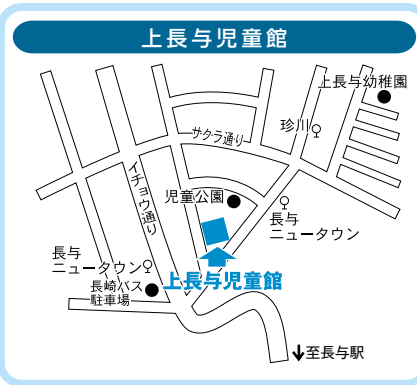 上長与児童館
上長与幼稚園
珍川
サクラ通り
イチョウ通り
児童公園
長与
ニュータウン
長与
ニュータウン
長崎バス
駐車場
上長与児童館
至長与駅